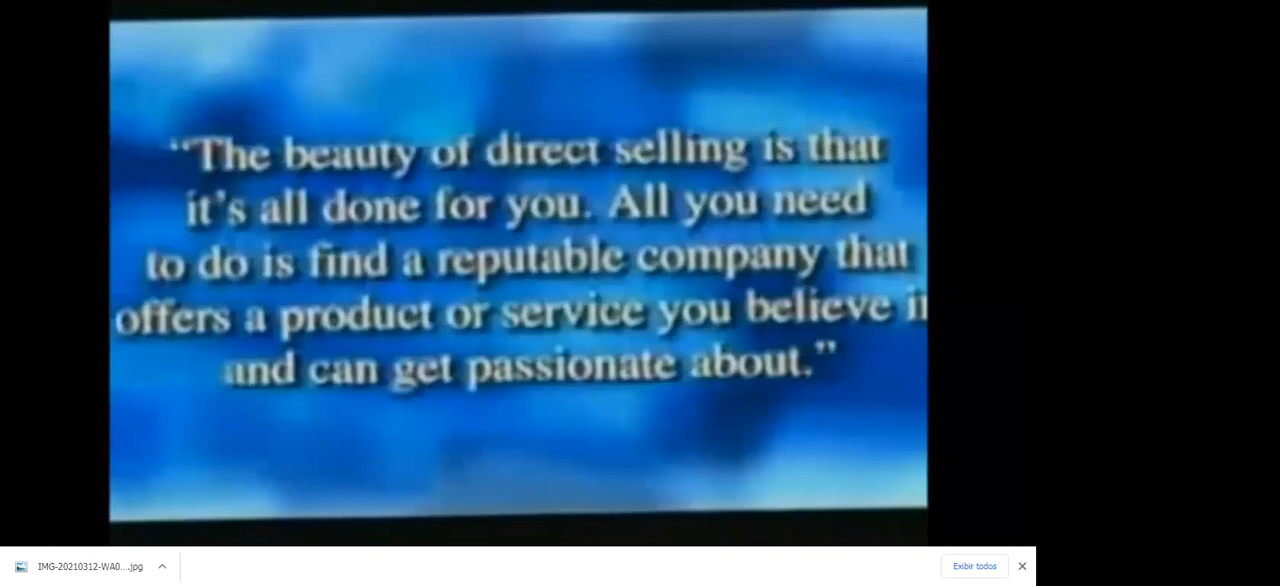 “The beauty of direct selling is that
it’s all done for you. All you need
to do is find a reputable company that
offers a product or service you believe i
and can get passionate about.”
IMG-20210312-WA0....jpg
Exibir todos